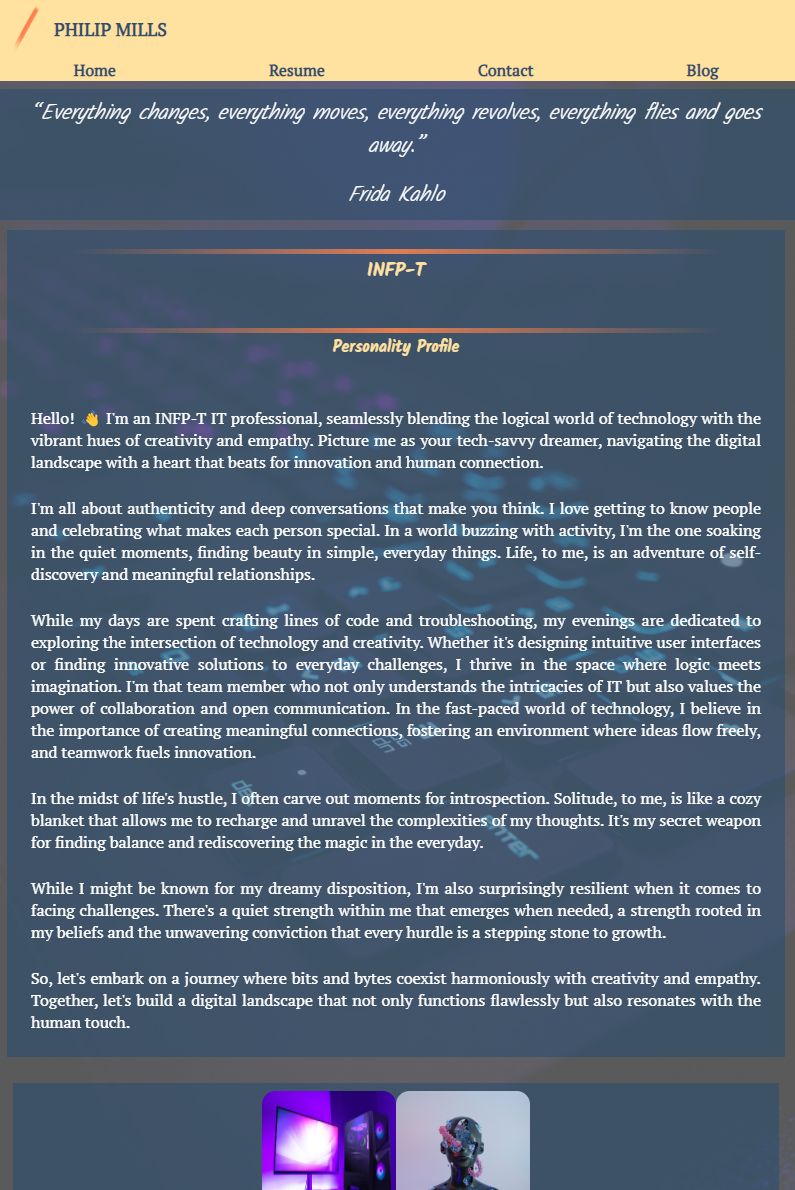 PHILIP MILLS
Home Resume Contact Blog
“Everything changes, everything moves, everything revolves, everything flies and goes
away.”
Frida Kahlo
INFP-T
Personality Profile
Hello! 👋 I'm an INFP-T IT professional, seamlessly blending the logical world of technology with the
vibrant hues of creativity and empathy. Picture me as your tech-savvy dreamer, navigating the digital
landscape with a heart that beats for innovation and human connection.
I'm all about authenticity and deep conversations that make you think. I love getting to know people
and celebrating what makes each person special. In a world buzzing with activity, I'm the one soaking
in the quiet moments, finding beauty in simple, everyday things. Life, to me, is an adventure of self-
discovery and meaningful relationships.
While my days are spent crafting lines of code and troubleshooting, my evenings are dedicated to
exploring the intersection of technology and creativity. Whether it's designing intuitive user interfaces
or finding innovative solutions to everyday challenges, I thrive in the space where logic meets
imagination. I'm that team member who not only understands the intricacies of IT but also values the
power of collaboration and open communication. In the fast-paced world of technology, I believe in
the importance of creating meaningful connections, fostering an environment where ideas flow freely,
and teamwork fuels innovation.
In the midst of life's hustle, I often carve out moments for introspection. Solitude, to me, is like a cozy
blanket that allows me to recharge and unravel the complexities of my thoughts. It's my secret weapon
for finding balance and rediscovering the magic in the everyday.
While I might be known for my dreamy disposition, I'm also surprisingly resilient when it comes to
facing challenges. There's a quiet strength within me that emerges when needed, a strength rooted in
my beliefs and the unwavering conviction that every hurdle is a stepping stone to growth.
So, let's embark on a journey where bits and bytes coexist harmoniously with creativity and empathy.
Together, let's build a digital landscape that not only functions flawlessly but also resonates with the
human touch.
enter